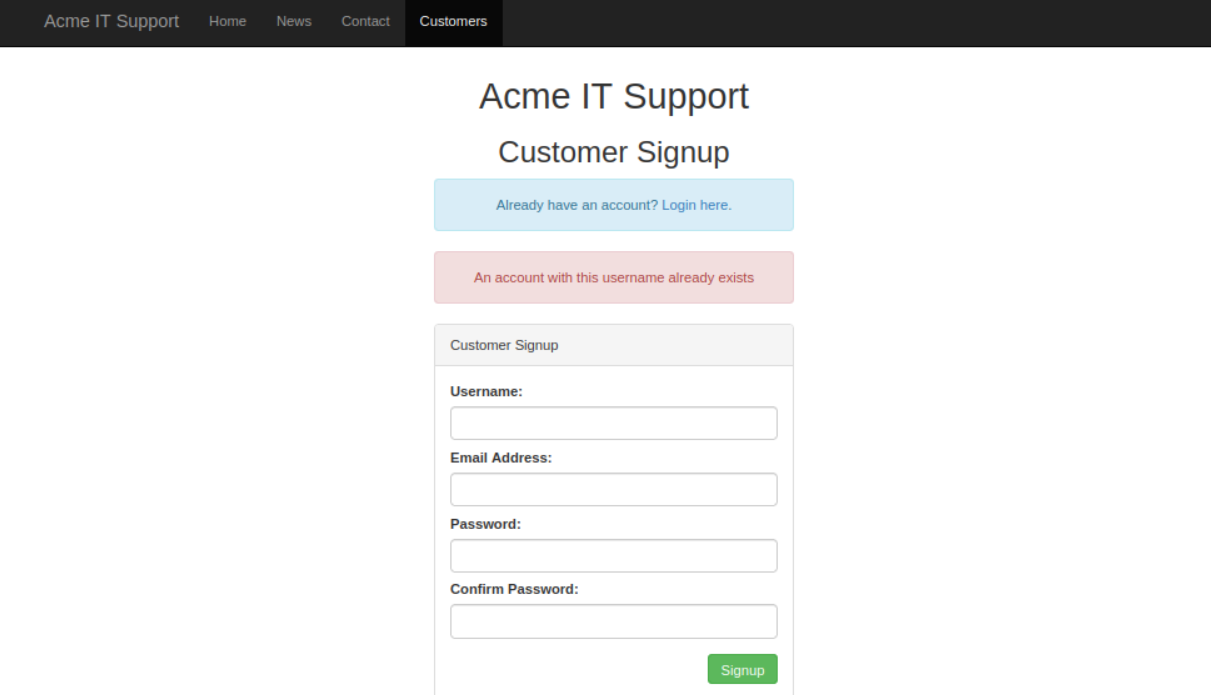 Acme IT Support Home News Contact Customers
Acme IT Support
Customer Signup
Already have an account? Login here.
An account with this username already exists
Customer Signup
Username:
Email Address:
Password:
Confirm Password:
Signup